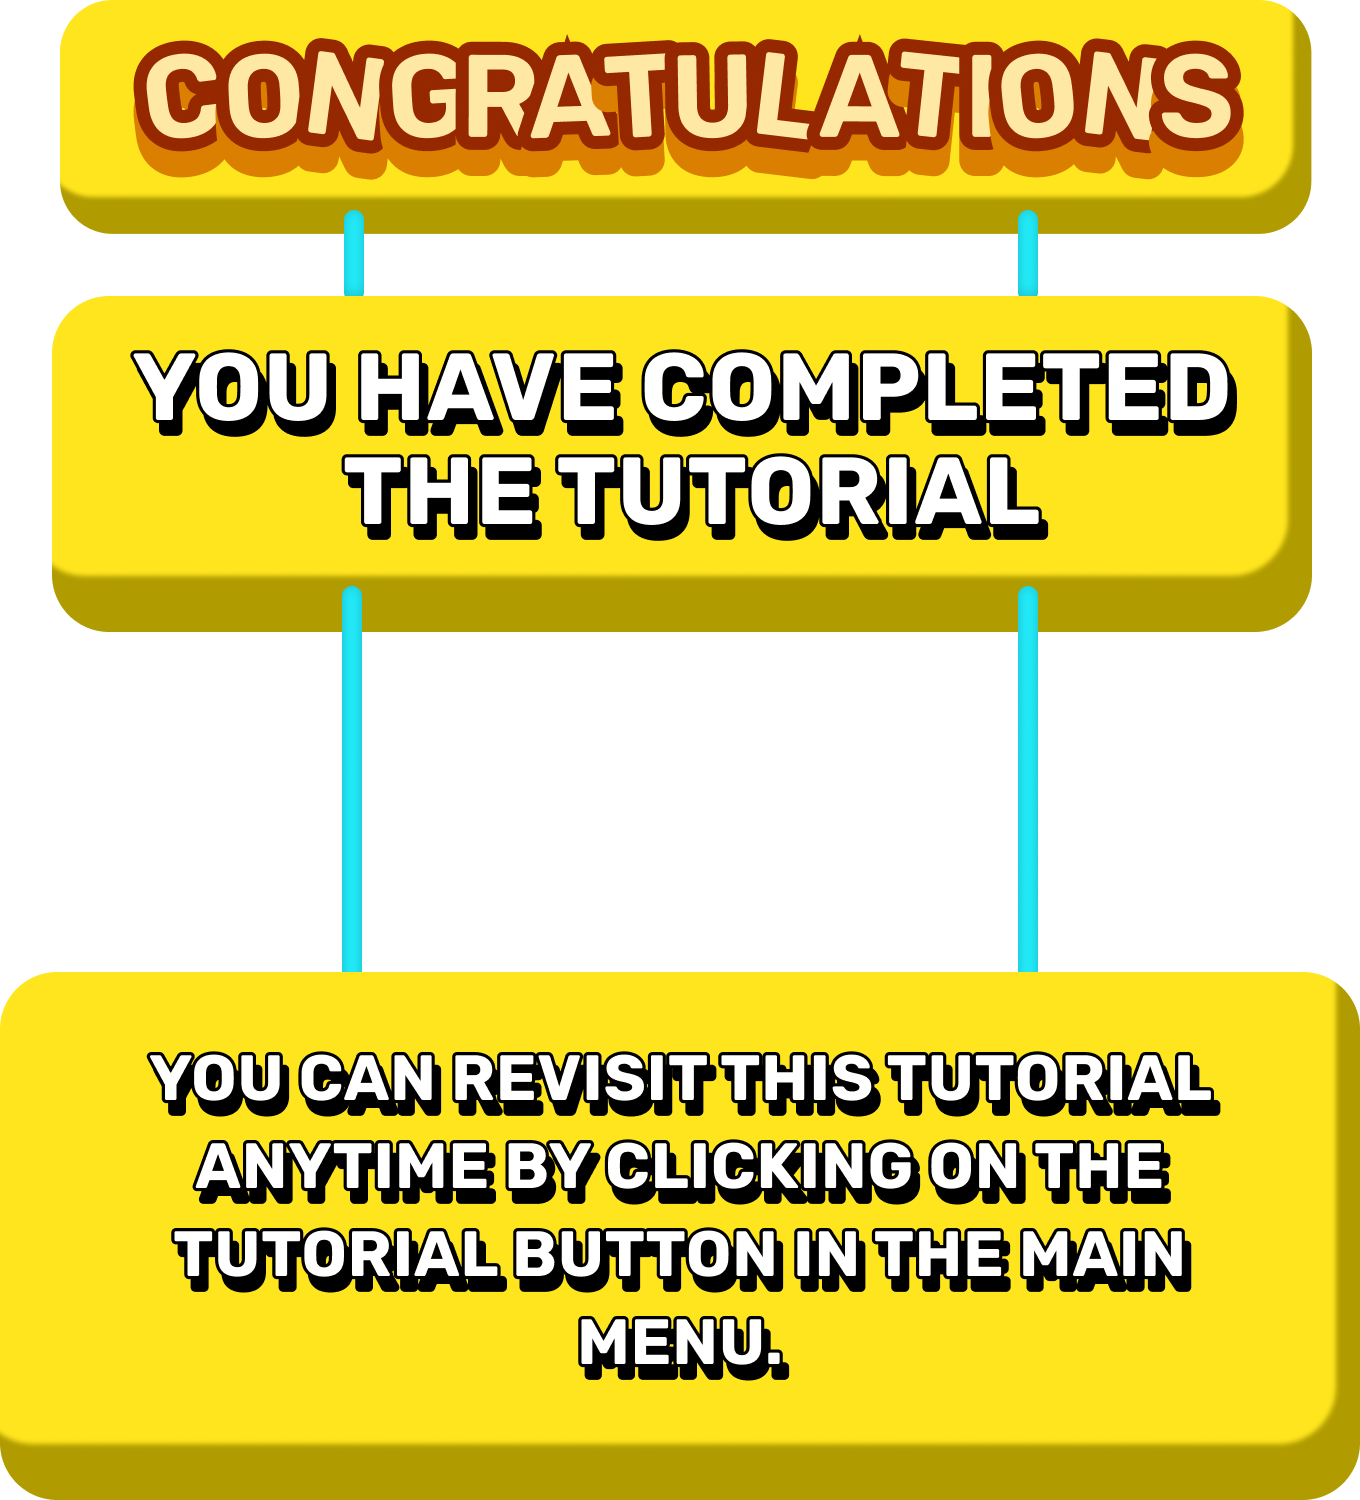 CONGRATULATIONS
YOU HAVE COMPLETED
THE TUTORIAL
YOU CAN REVISIT THIS TUTORIAL
ANYTIME BY CLICKING ON THE
TUTORIAL BUTTON IN THE MAIN
MENU.